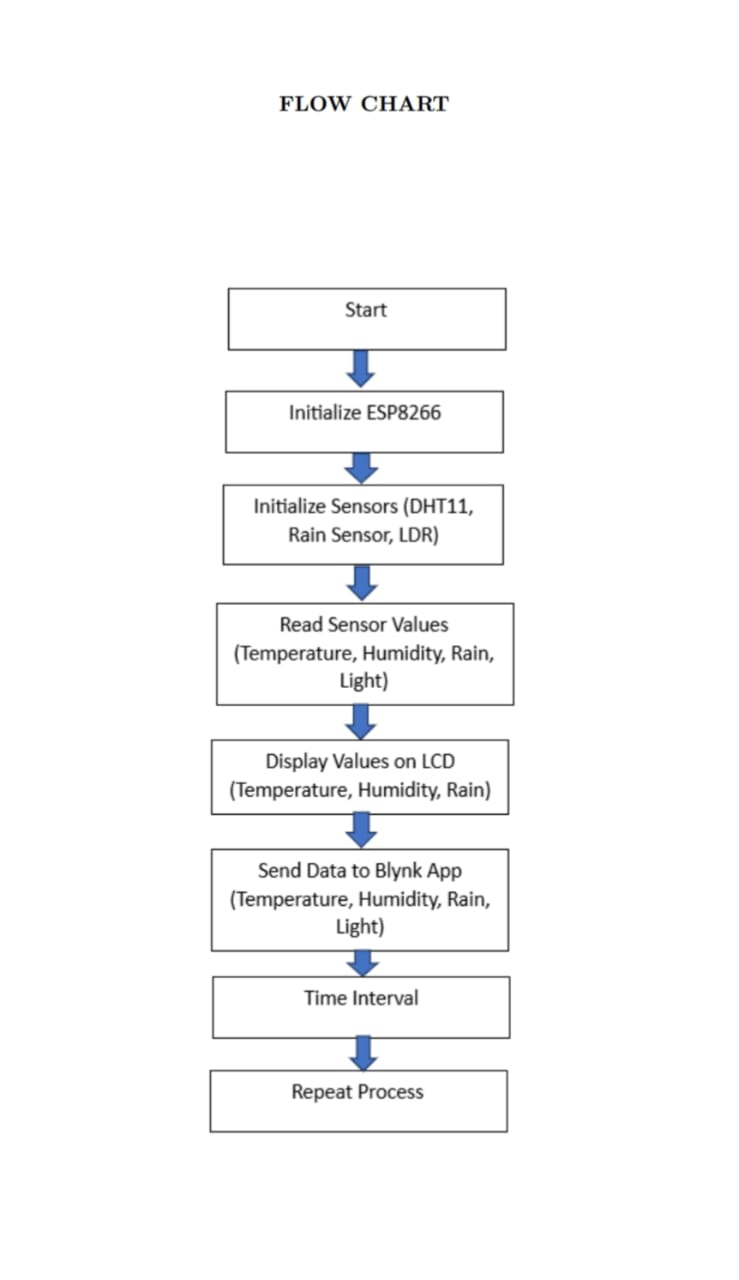 FLOW CHART
Start
Initialize ESP8266
Initialize Sensors (DHT11,
Rain Sensor, LDR)
Read Sensor Values
(Temperature, Humidity, Rain,
Light)
Display Values on LCD
(Temperature, Humidity, Rain)
Send Data to Blynk App
(Temperature, Humidity, Rain,
Light)
Time Interval
Repeat Process